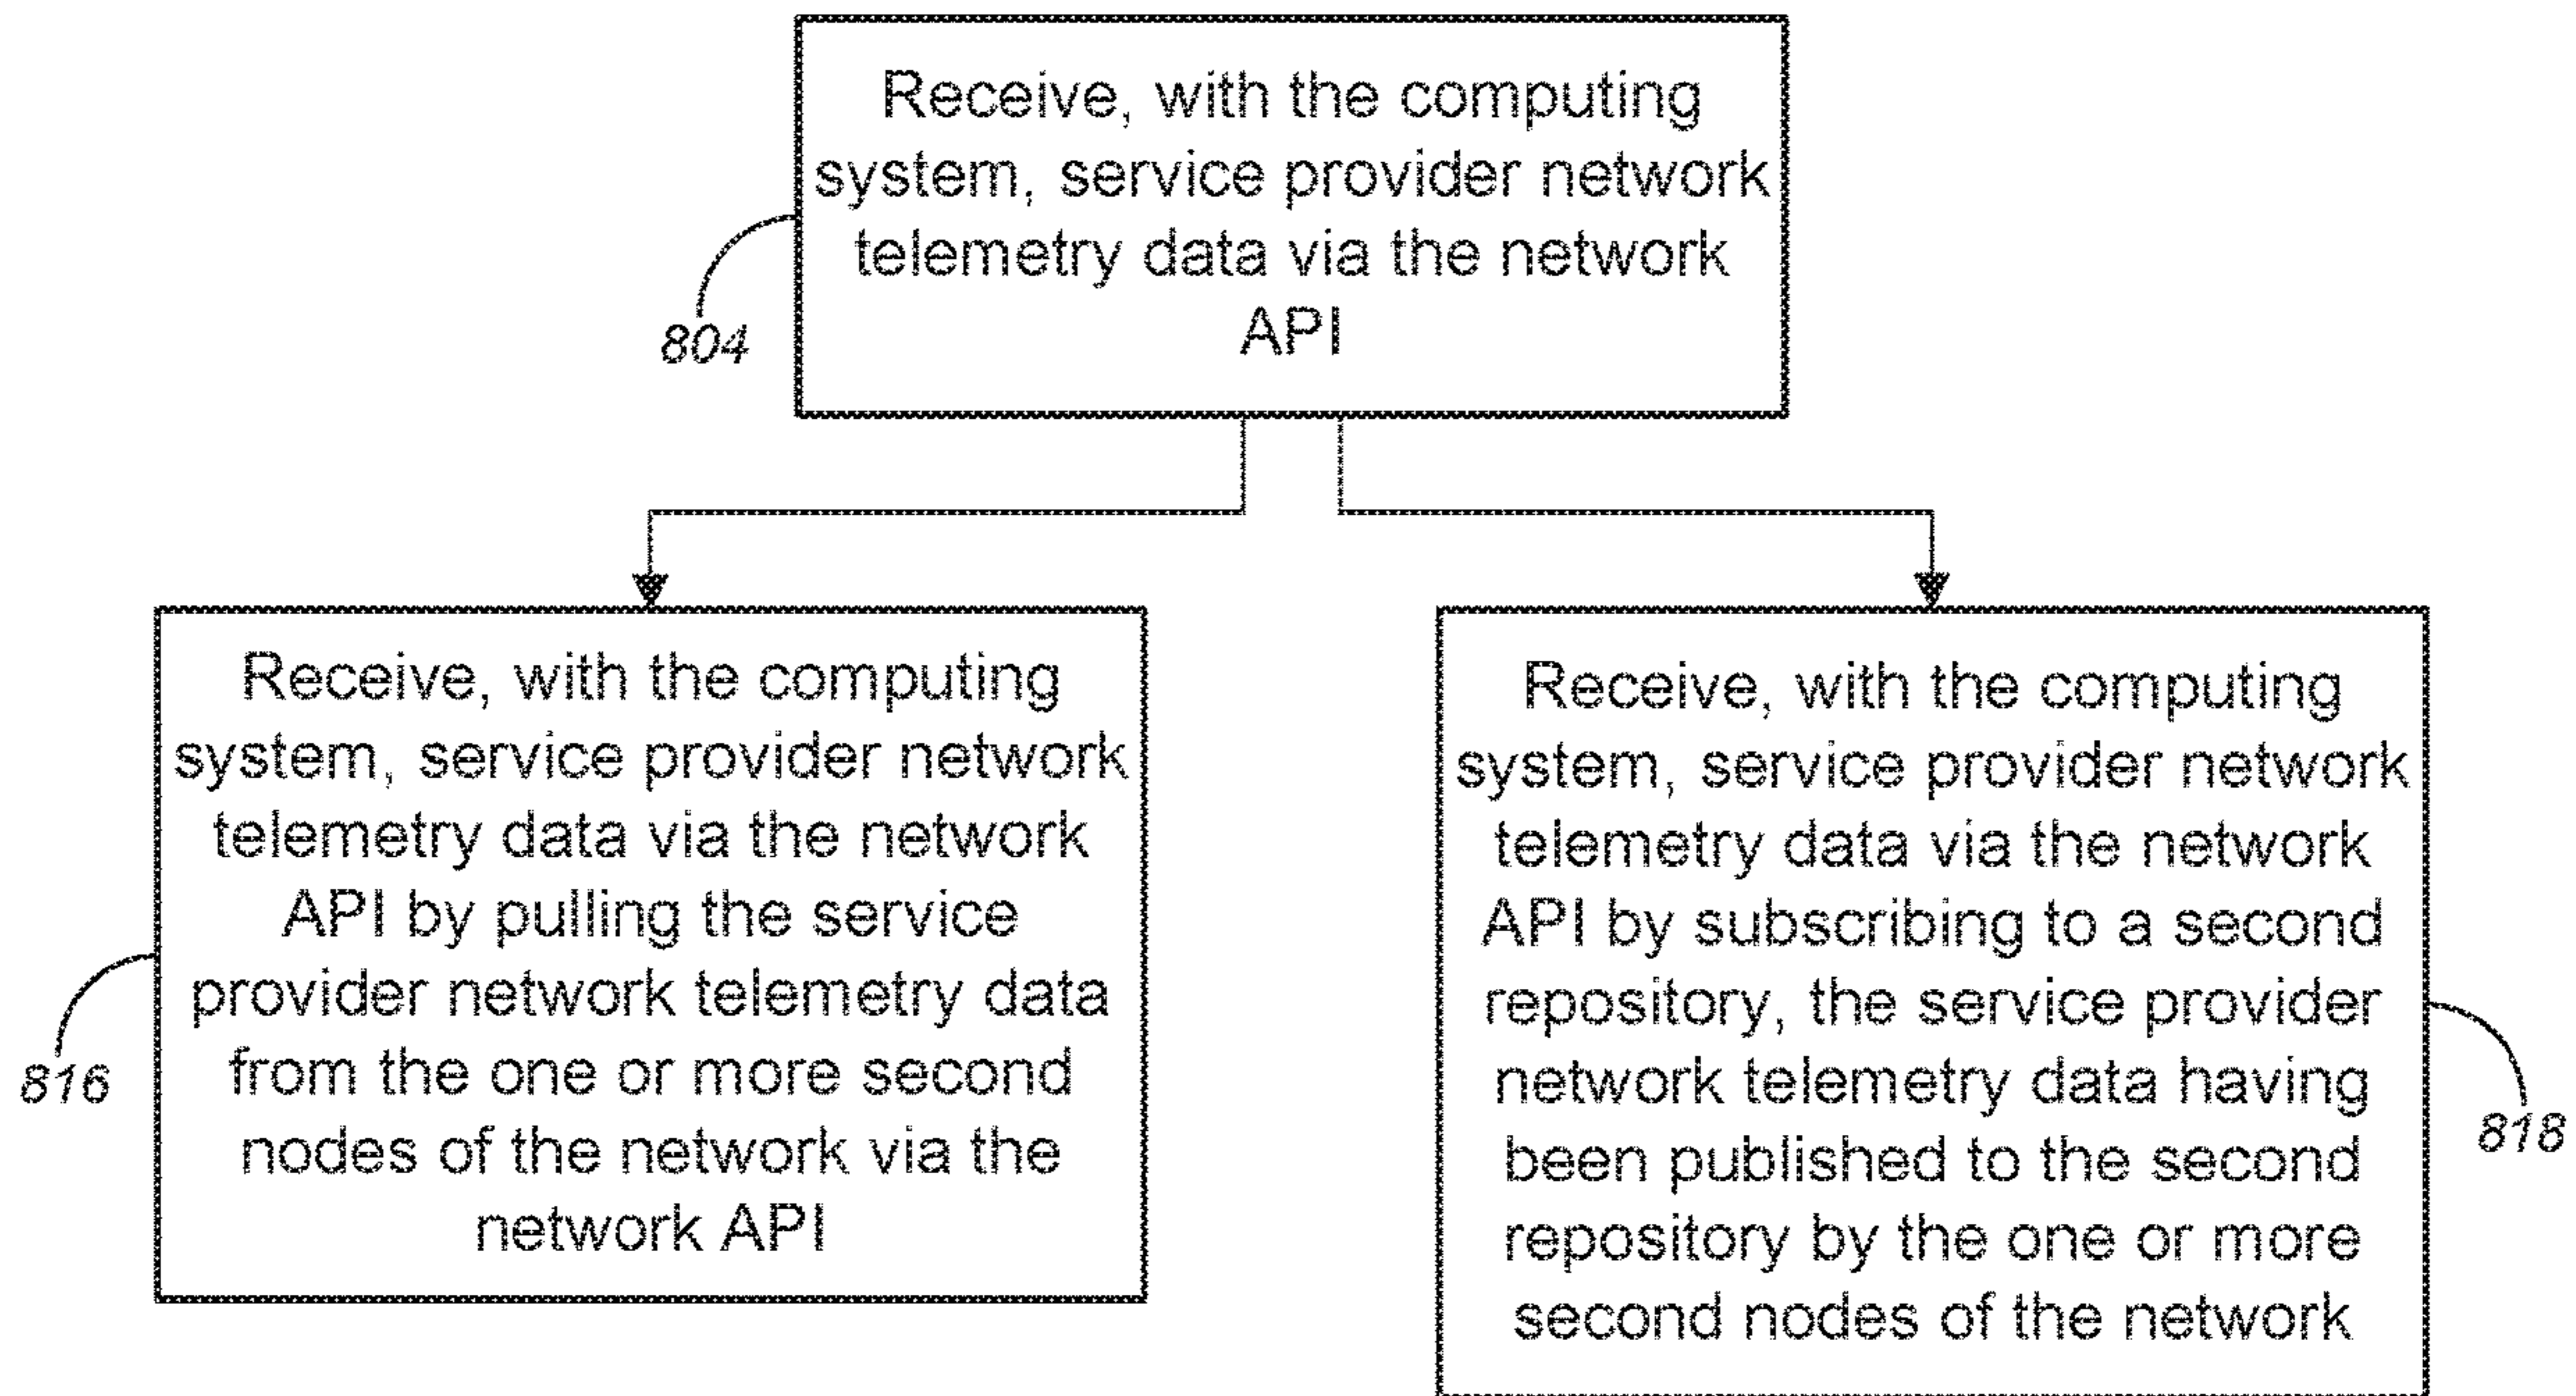 Receive, with the computing
system, service provider network
telemetry data via the network
API
804
Receive, with the computing
system, service provider network
telemetry data via the network
API by pulling the service
provider network telemetry data
from the one or more second
nodes of the network via the
network API
816
Receive, with the computing
system, service provider network
telemetry data via the network
API by subscribing to a second
repository, the service provider
network telemetry data having
been published to the second
repository by the one or more
second nodes of the network
818